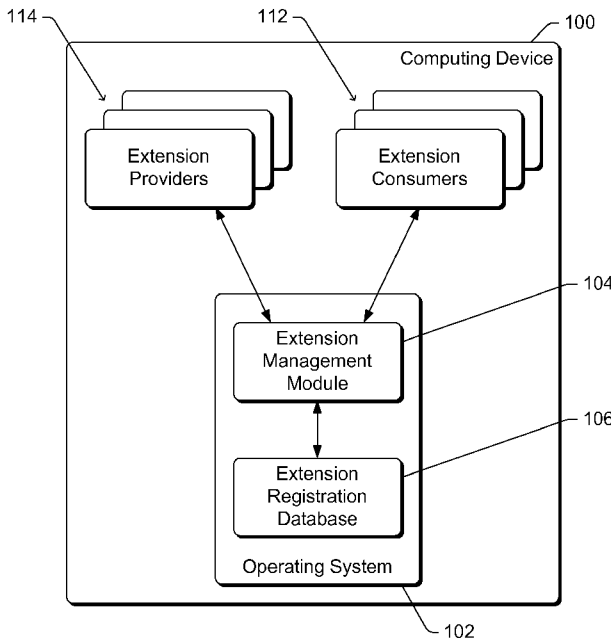 114
112
100
Computing Device
Extension
Providers
Extension
Consumers
104
Extension
Management
Module
106
Extension
Registration
Database
Operating System
102